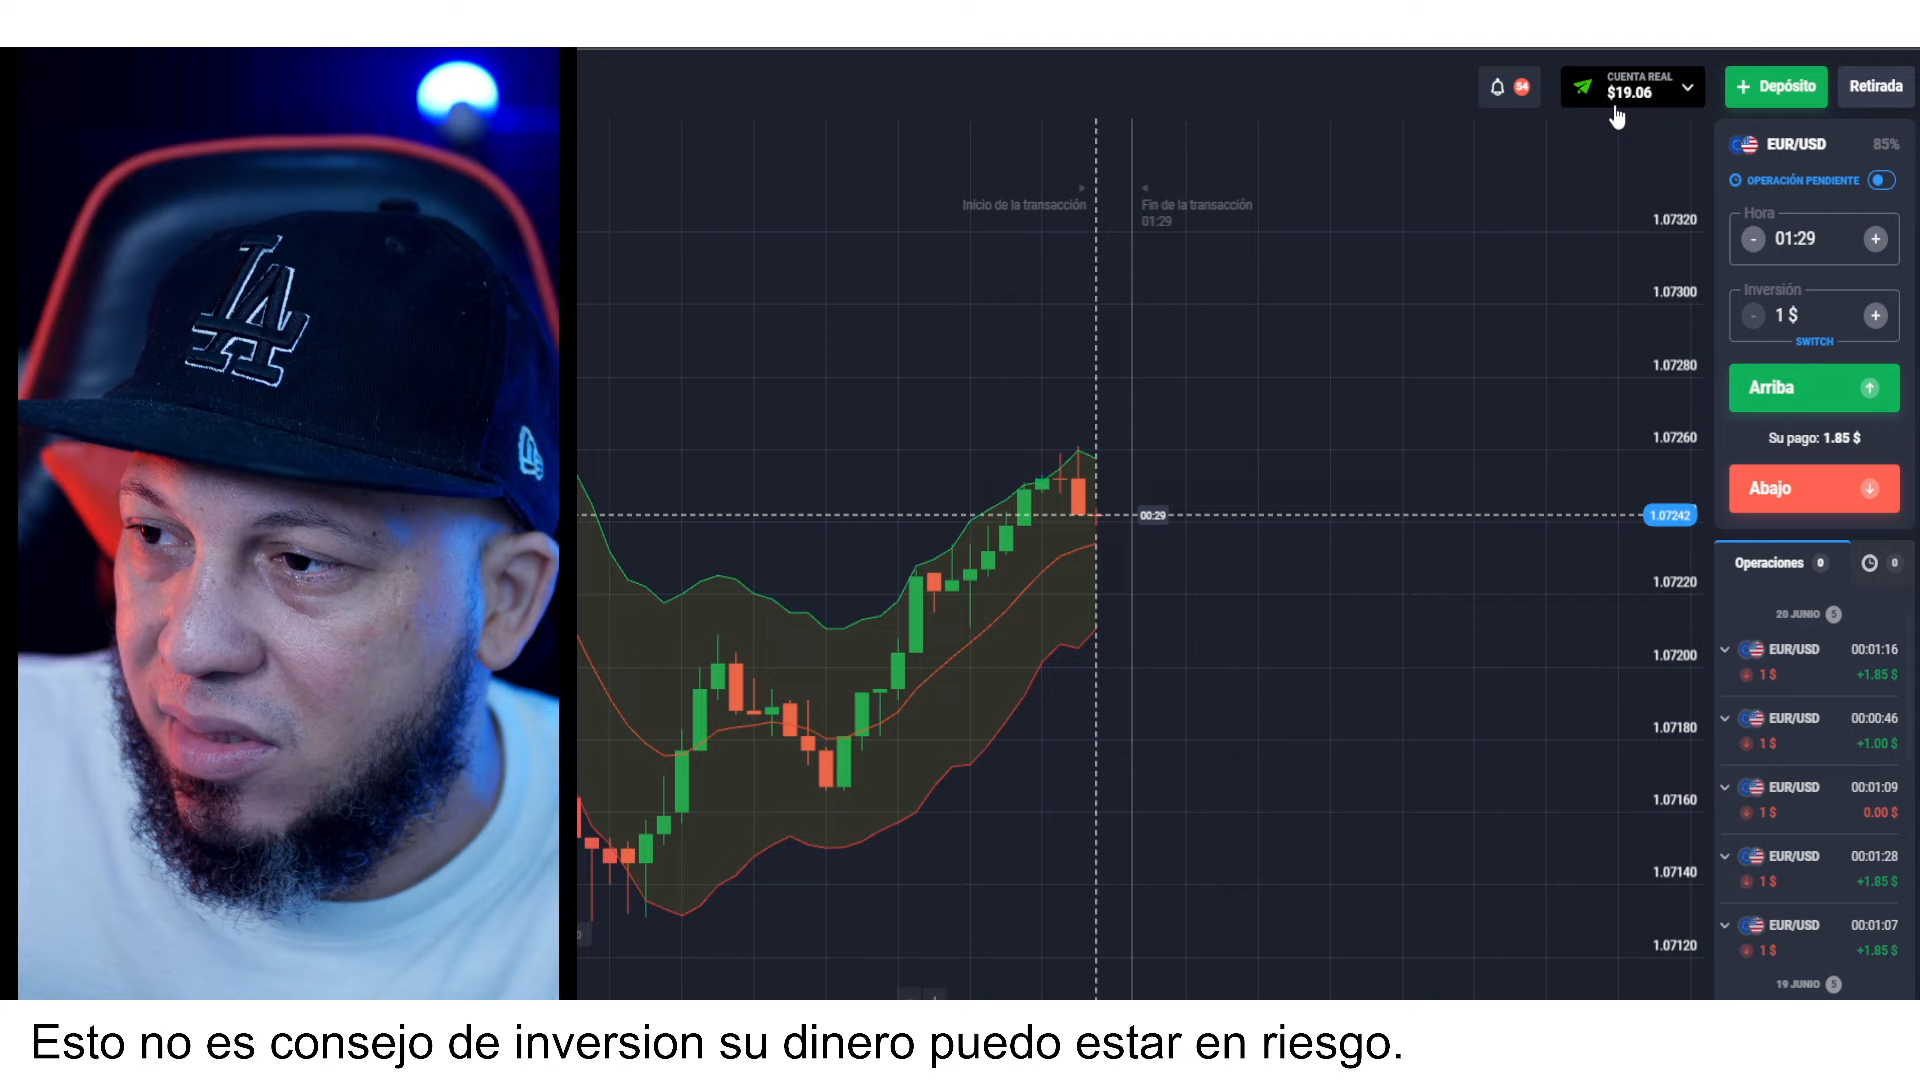 LA
54
CUENTA REAL
$19.06
+ Depósito
Retirada
EUR/USD 85%
OPERACIÓN PENDIENTE
Hora
- 01:29 +
Inversión
- 1 $ +
SWITCH
Arriba
Su pago: 1.85 $
Abajo
Inicio de la transacción
Fin de la transacción
01:29
1.07320
1.07300
1.07280
1.07260
1.07242
1.07220
1.07200
1.07180
1.07160
1.07140
1.07120
00:29
Operaciones 0
0
20 JUNIO 5
EUR/USD 00:01:16
1 $ +1.85 $
EUR/USD 00:00:46
1 $ +1.00 $
EUR/USD 00:01:09
1 $ 0.00 $
EUR/USD 00:01:28
1 $ +1.85 $
EUR/USD 00:01:07
1 $ +1.85 $
19 JUNIO 5
Esto no es consejo de inversion su dinero puedo estar en riesgo.